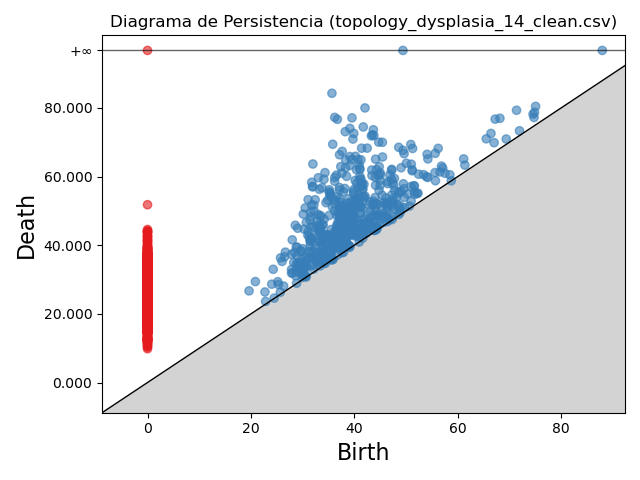 Diagrama de Persistencia (topology_dysplasia_14_clean.csv)
+∞
80.000
60.000
40.000
20.000
0.000
Death
0 20 40 60 80
Birth